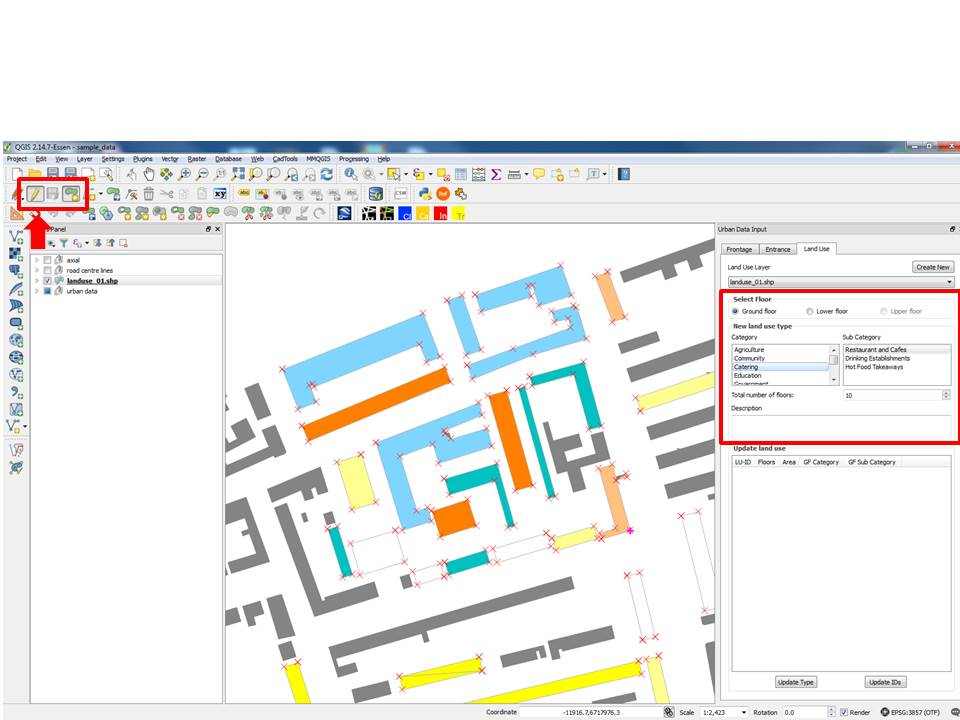 QGIS 2.14.7-Essen - sample_data
Project Edit View Layer Settings Plugins Vector Raster Database Web CadTools MMQGIS Processing Help
xy
CSW
In
Panel
axial
road centre lines
landuse_01.shp
urban data
Urban Data Input
Frontage Entrance Land Use
Land Use Layer
Create New
landuse_01.shp
Select Floor
Ground floor Lower floor Upper floor
New land use type
Category Sub Category
Agriculture
Community
Catering
Education
Government
Restaurant and Cafes
Drinking Establishments
Hot Food Takeaways
Total number of floors: 10
Description
Update land use
LU-ID Floors Area GF Category GF Sub Category
Update Type Update IDs
Coordinate -11916.7,6717976.3 Scale 1:2,423 Rotation 0.0 Render EPSG:3857 (OTF)